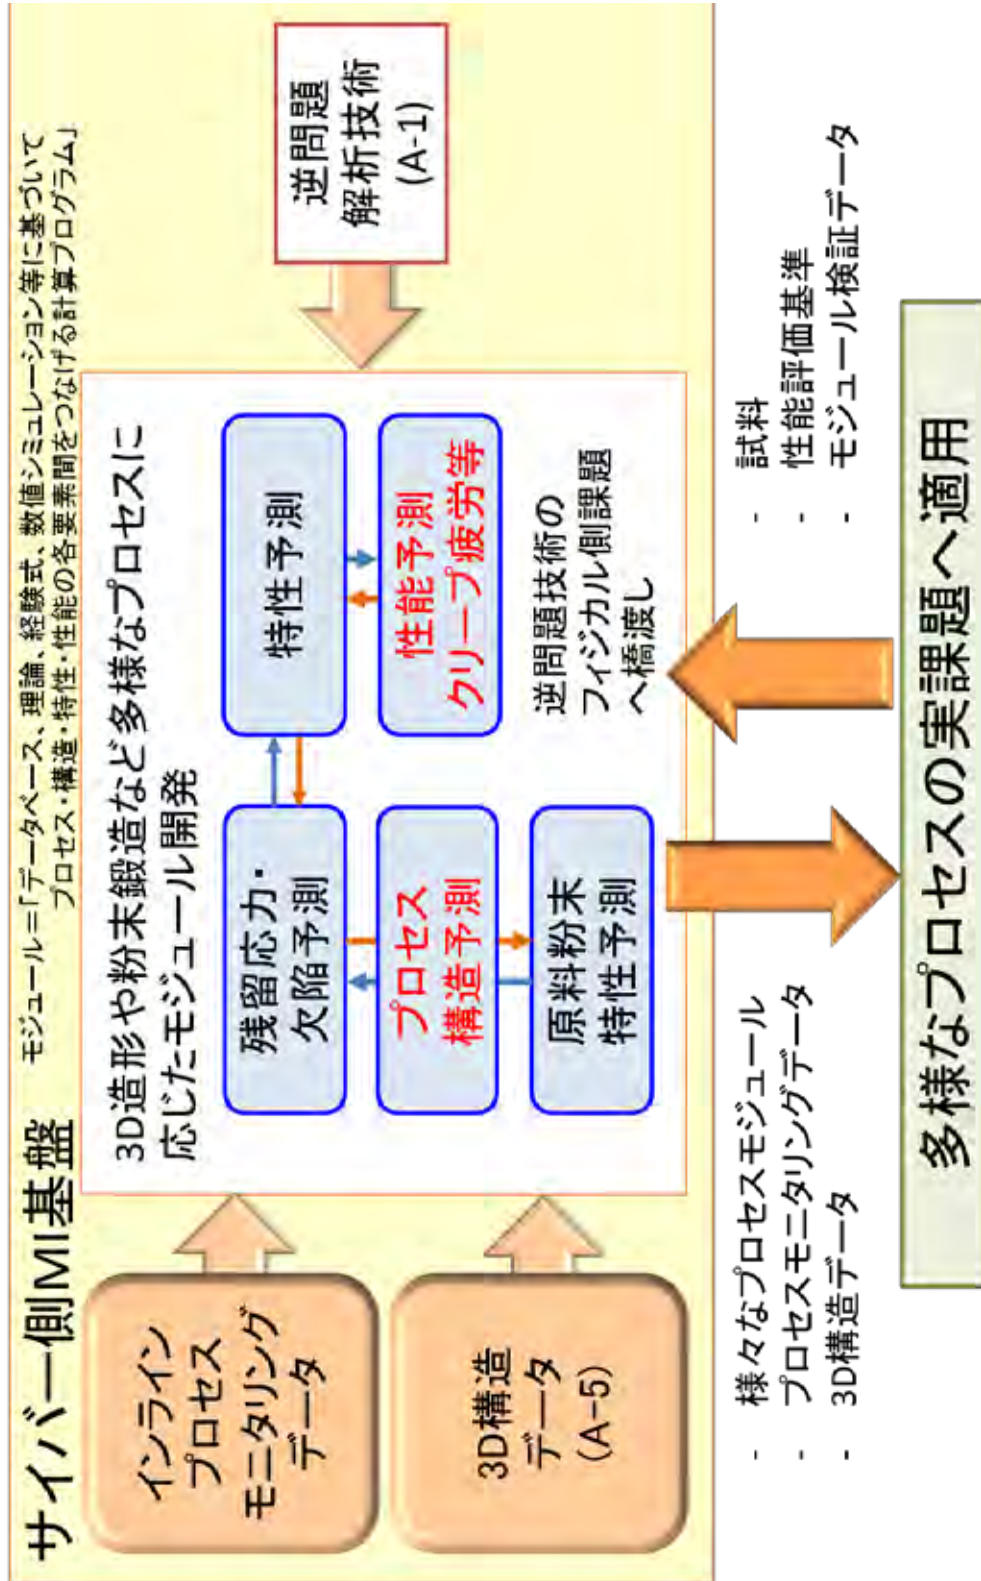 サイバー側MI基盤
モジュール＝「データベース、理論、経験式、数値シミュレーション等に基づいて
プロセス・構造・特性・性能の各要素間をつなげる計算プログラム」
インライン
プロセス
モニタリング
データ
3D構造
データ
(A-5)
3D造形や粉末鍛造など多様なプロセスに
応じたモジュール開発
残留応力・
欠陥予測
プロセス
構造予測
原料粉末
特性予測
特性予測
性能予測
クリープ疲労等
逆問題技術の
フィジカル側課題
へ橋渡し
逆問題
解析技術
(A-1)
- 様々なプロセスモジュール
- プロセスモニタリングデータ
- 3D構造データ
- 試料
- 性能評価基準
- モジュール検証データ
多様なプロセスの実課題へ適用